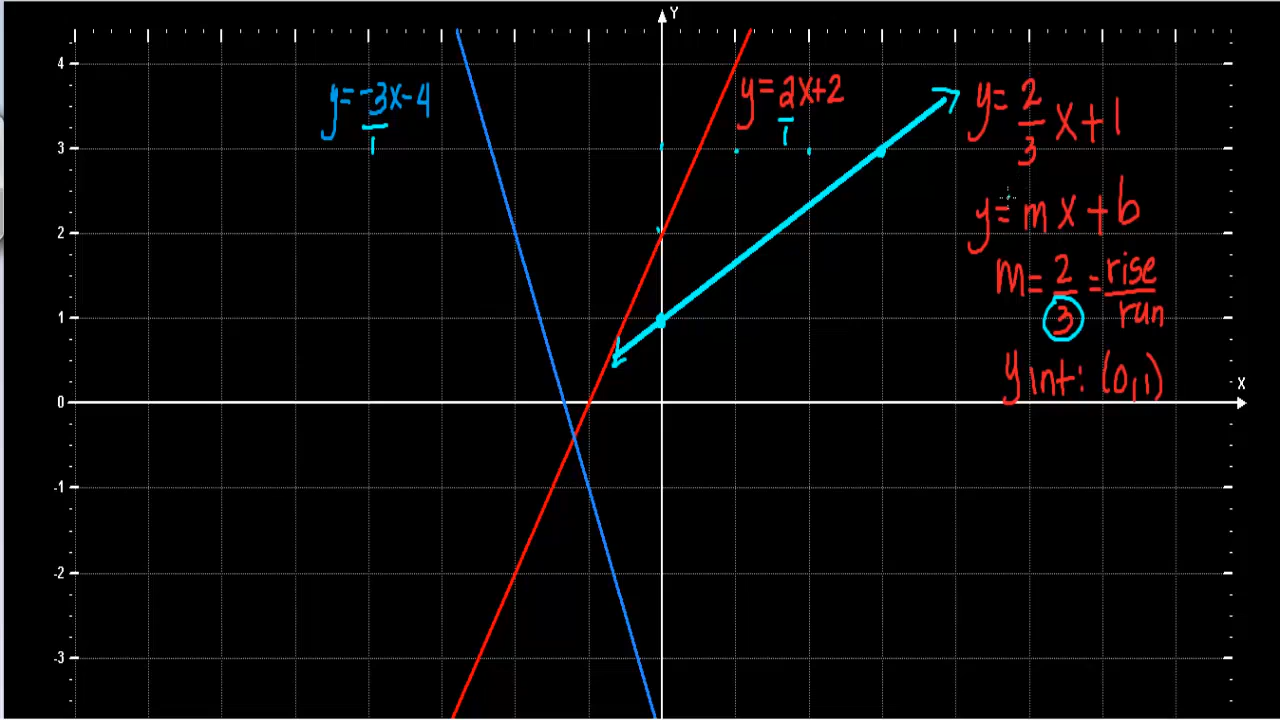 Y
4
3
2
1
0
-1
-2
-3
X
y=-3x-4
1
y=2x+2
1
y=2/3x+1
y=mx+b
m=2/3=rise/run
y int: (0,1)